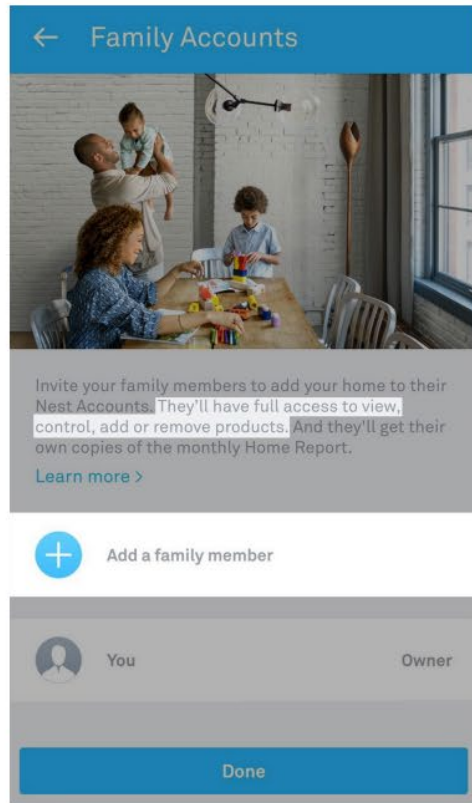 Family Accounts
Invite your family members to add your home to their
Nest Accounts. They'll have full access to view,
control, add or remove products. And they'll get their
own copies of the monthly Home Report.
Learn more >
Add a family member
You Owner
Done